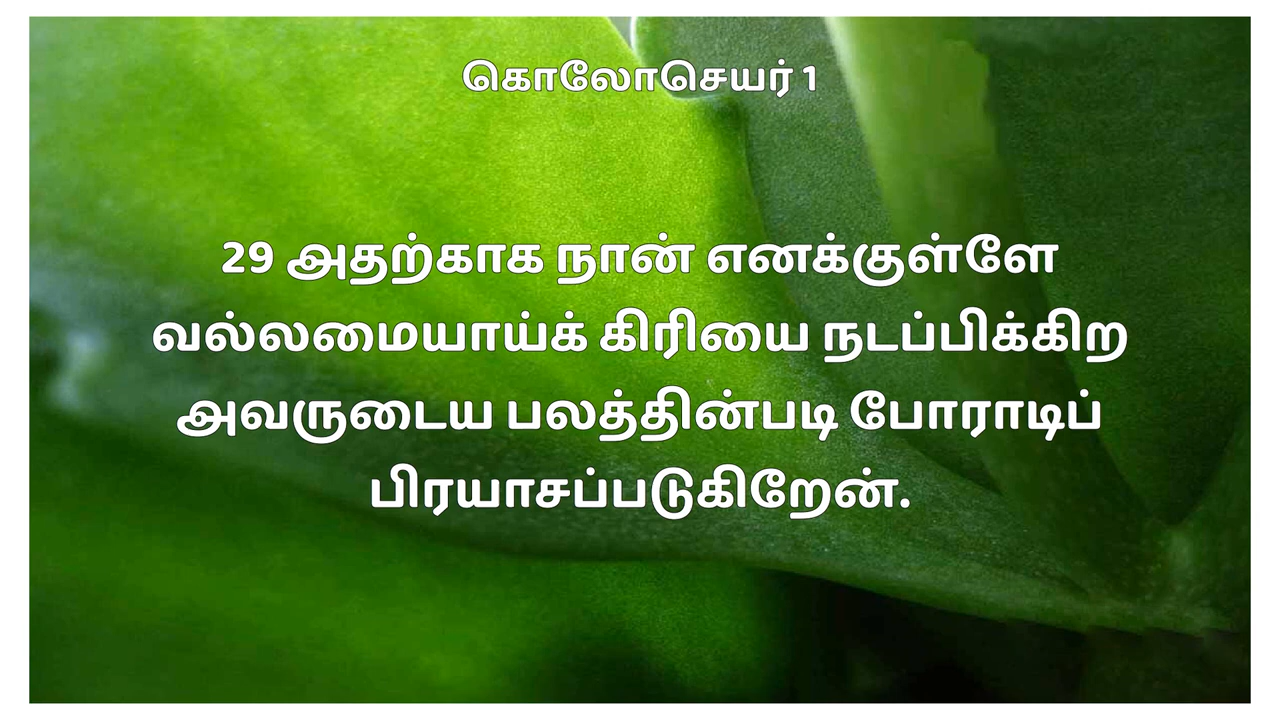 கொலோசெயர் 1
29 அதற்காக நான் எனக்குள்ளே
வல்லமையாய்க் கிரியை நடப்பிக்கிற
அவருடைய பலத்தின்படி போராடிப்
பிரயாசப்படுகிறேன்.